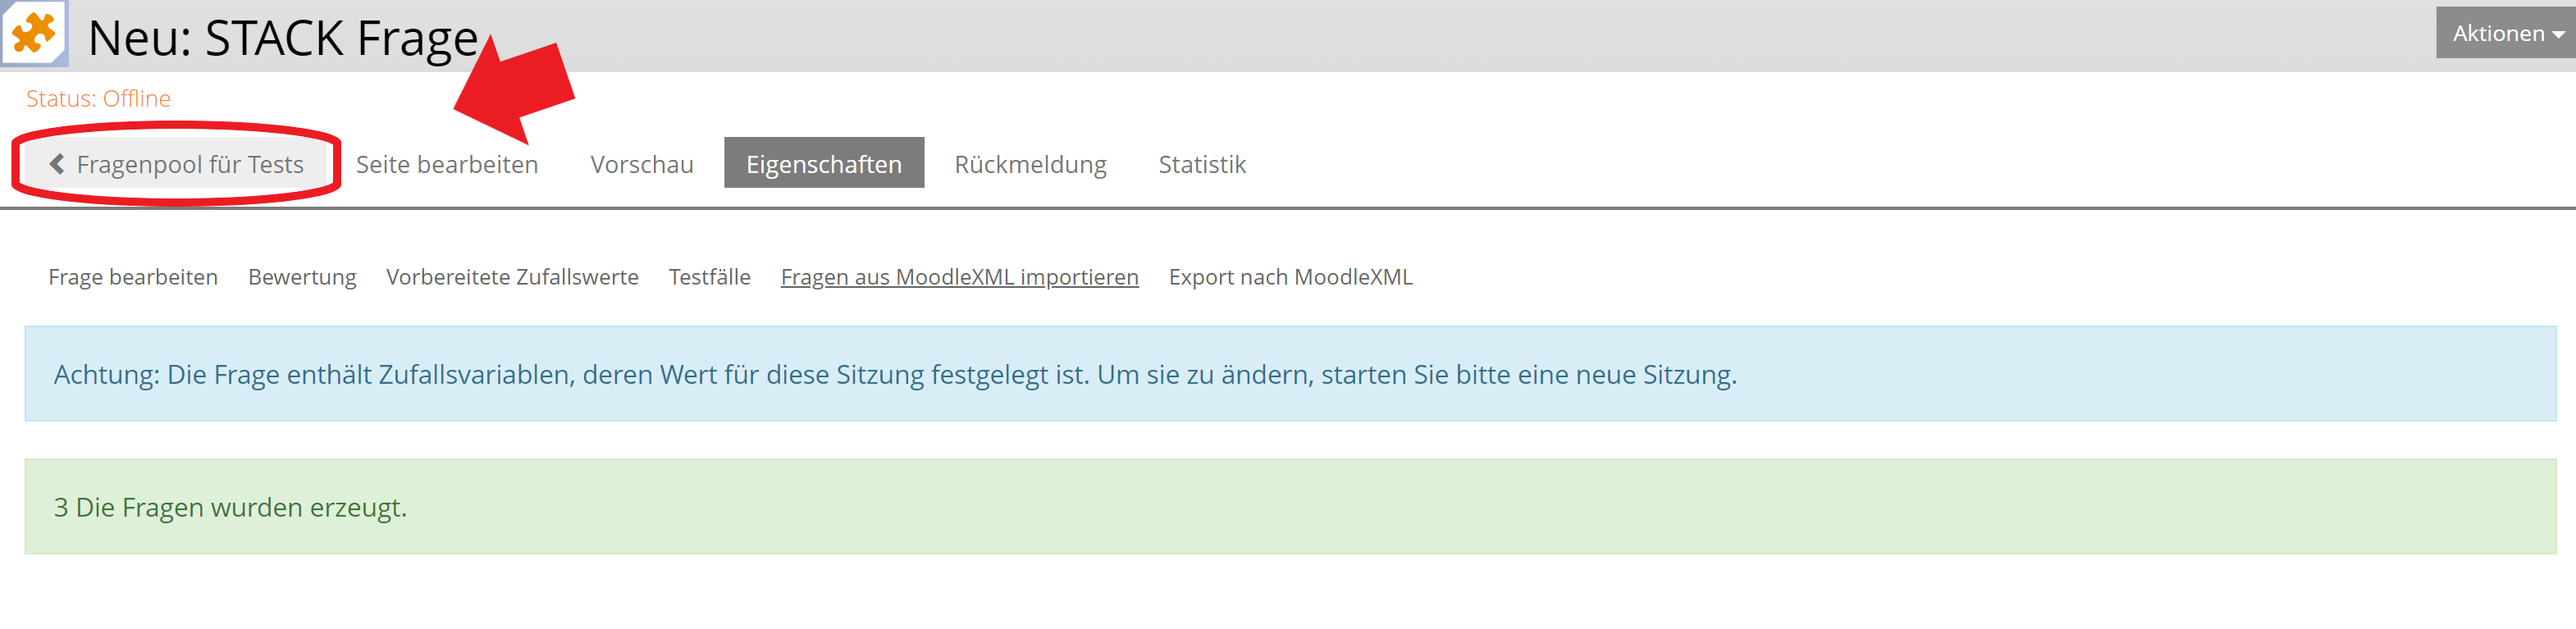 Neu: STACK Frage
Aktionen
Status: Offline
Fragenpool für Tests Seite bearbeiten Vorschau Eigenschaften Rückmeldung Statistik
Frage bearbeiten Bewertung Vorbereitete Zufallswerte Testfälle Fragen aus MoodleXML importieren Export nach MoodleXML
Achtung: Die Frage enthält Zufallsvariablen, deren Wert für diese Sitzung festgelegt ist. Um sie zu ändern, starten Sie bitte eine neue Sitzung.
3 Die Fragen wurden erzeugt.